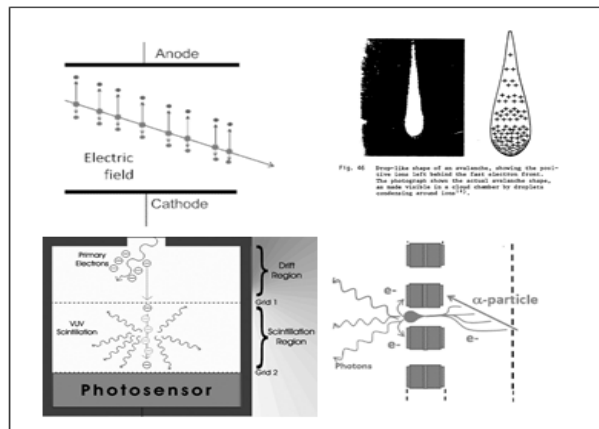 Anode
Electric
field
Cathode
Fig. 46 Drop-like shape of an avalanche, showing the posi-
tive ions left behind the fast electron front.
The photograph shown the actual avalanche shape,
as made visible in a cloud chamber by droplets
condensing around ions
Primary
Electrons
Drift
Region
Grid 1
VUV
Scintillation
Scintillation
Region
Grid 2
Photosensor
e-
α-particle
e-
e-
Photons